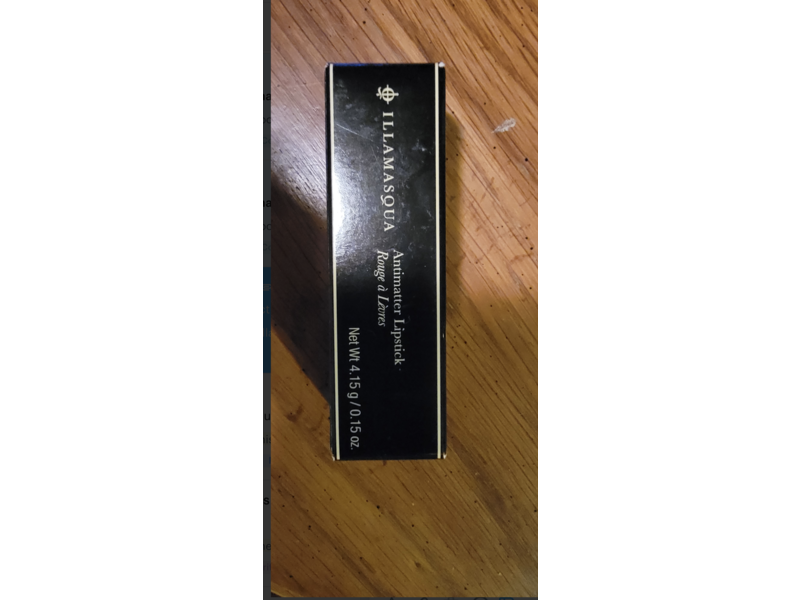 ILLAMASQUA
Antimatter Lipstick
Rouge à Lèvres
Net Wt 4.15 g / 0.15 oz.